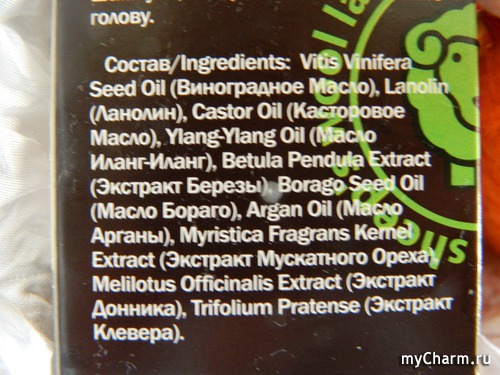 голову.
Состав/Ingredients: Vitis Vinifera
Seed Oil (Виноградное Масло), Lanolin
(Ланолин), Castor Oil (Касторовое
Масло), Ylang-Ylang Oil (Масло
Иланг-Иланг), Betula Pendula Extract
(Экстракт Березы), Borago Seed Oil
(Масло Бораго), Argan Oil (Масло
Арганы), Myristica Fragrans Kernel
Extract (Экстракт Мускатного Ореха),
Melilotus Officinalis Extract (Экстракт
Донника), Trifolium Pratense (Экстракт
Клевера).
myCharm.ru